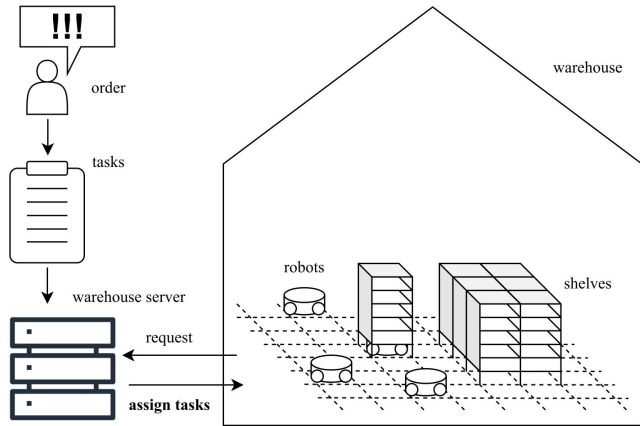 !!!
order
warehouse
tasks
robots
shelves
warehouse server
request
assign tasks